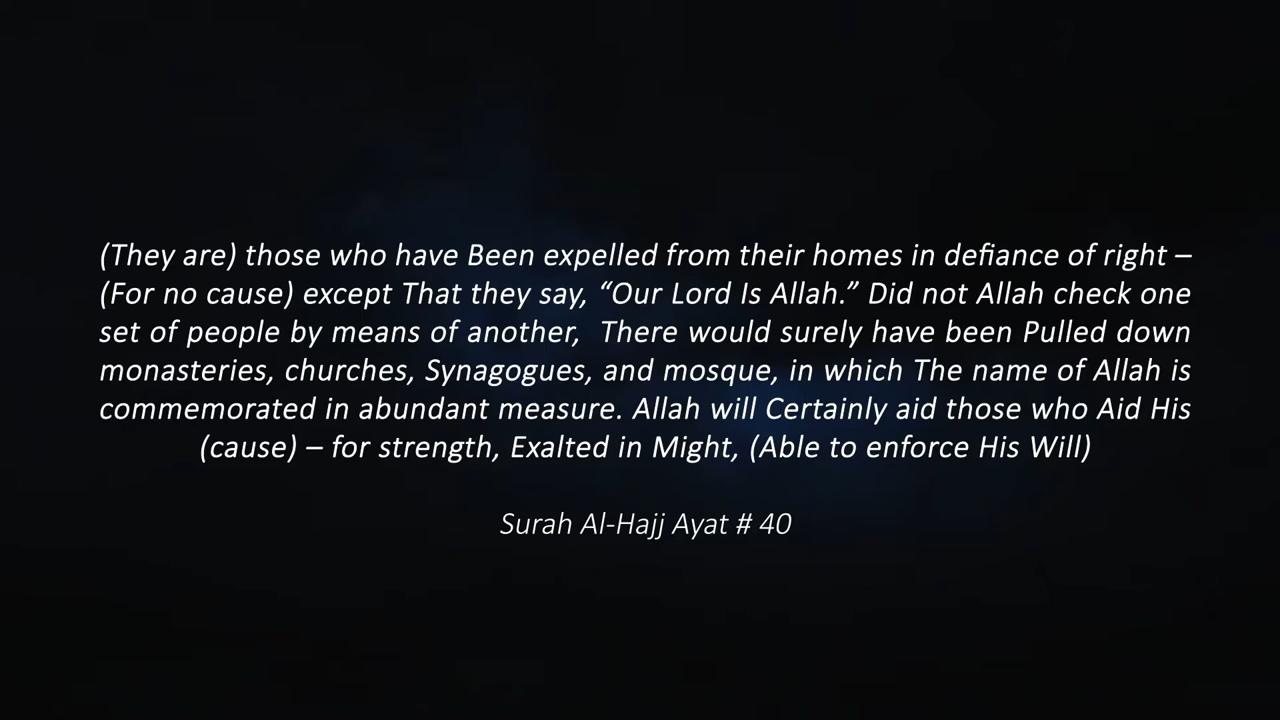 (They are) those who have Been expelled from their homes in defiance of right –
(For no cause) except That they say, “Our Lord Is Allah.” Did not Allah check one
set of people by means of another,  There would surely have been Pulled down
monasteries, churches, Synagogues, and mosque, in which The name of Allah is
commemorated in abundant measure. Allah will Certainly aid those who Aid His
(cause) – for strength, Exalted in Might, (Able to enforce His Will)
Surah Al-Hajj Ayat # 40